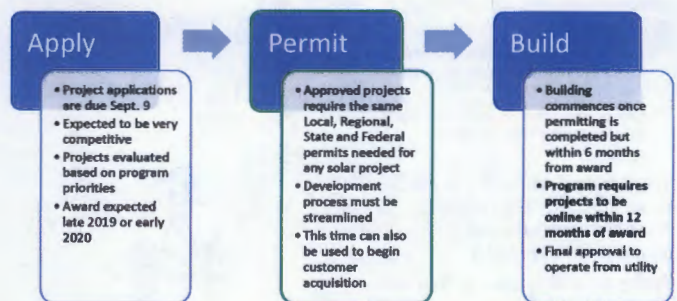 Apply
• Project applications
are due Sept. 9
• Expected to be very
competitive
• Projects evaluated
based on program
priorities
• Award expected
late 2019 or early
2020
Permit
• Approved projects
require the same
Local, Regional,
State and Federal
permits needed for
any solar project
• Development
process must be
streamlined
• This time can also
be used to begin
customer
acquisition
Build
• Building
commences once
permitting is
completed but
within 6 months
from award
• Program requires
projects to be
online within 12
months of award
• Final approval to
operate from utility